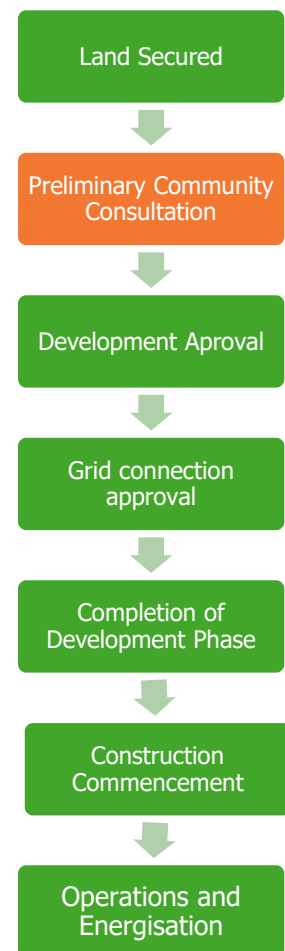 Land Secured
Preliminary Community
Consultation
Development Aproval
Grid connection
approval
Completion of
Development Phase
Construction
Commencement
Operations and
Energisation